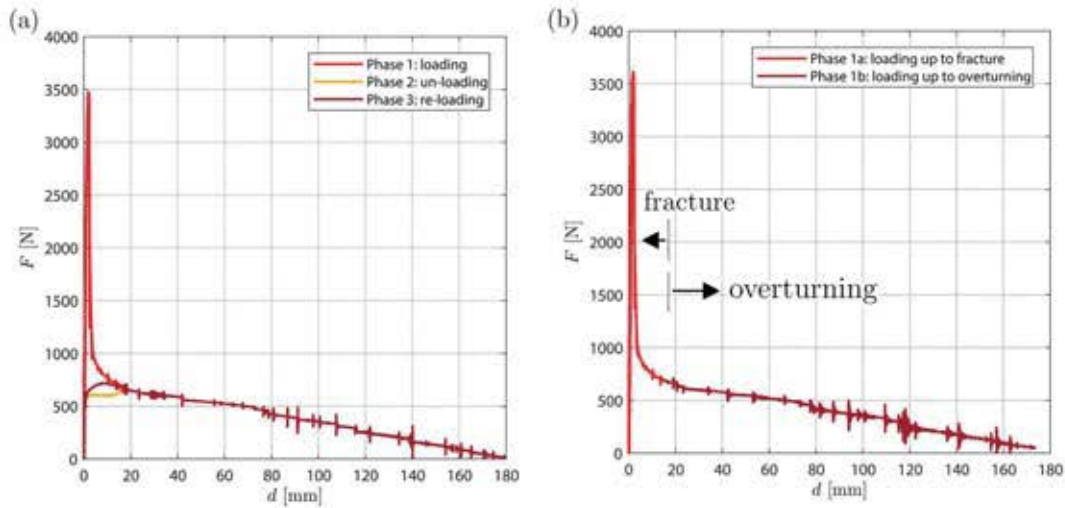 (a)
4000
3500
3000
2500
2000
1500
1000
500
0
F [N]
0 20 40 60 80 100 120 140 160 180
d [mm]
Phase 1: loading
Phase 2: un-loading
Phase 3: re-loading
(b)
4000
3500
3000
2500
2000
1500
1000
500
0
F [N]
0 20 40 60 80 100 120 140 160 180
d [mm]
Phase 1a: loading up to fracture
Phase 1b: loading up to overturning
fracture
overturning